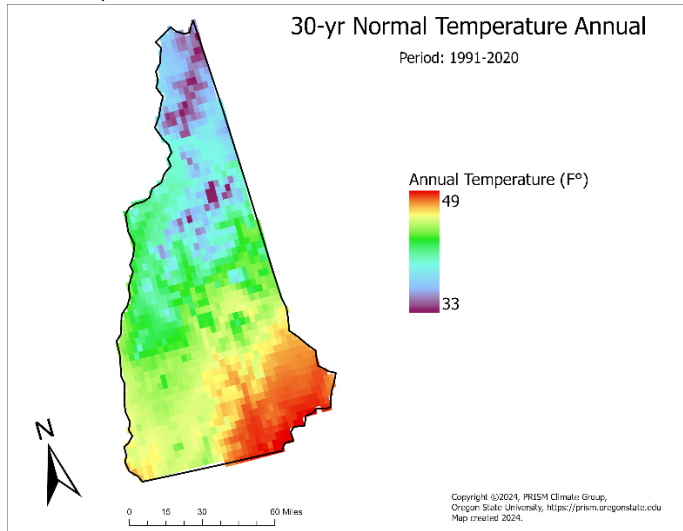 30-yr Normal Temperature Annual
Period: 1991-2020
Annual Temperature (F°)
49
33
N
0 15 30 60 Miles
Copyright ©2024, PRISM Climate Group,
Oregon State University, https://prism.oregonstate.edu
Map created 2024.